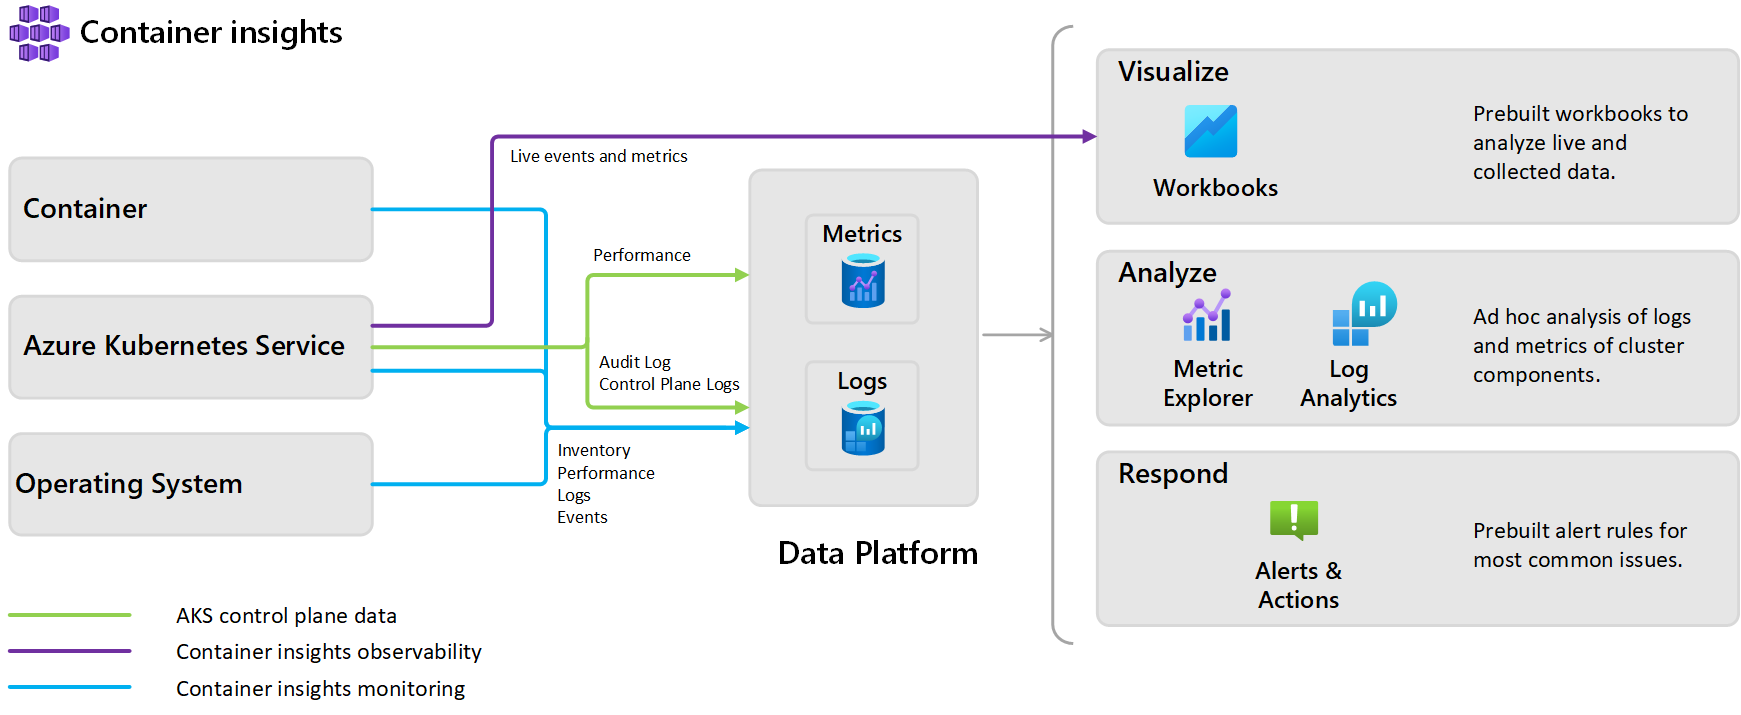 Container insights
Container
Azure Kubernetes Service
Operating System
Live events and metrics
Performance
Audit Log
Control Plane Logs
Inventory
Performance
Logs
Events
Metrics
Logs
Data Platform
Visualize
Workbooks
Prebuilt workbooks to
analyze live and
collected data.
Analyze
Metric
Explorer
Log
Analytics
Ad hoc analysis of logs
and metrics of cluster
components.
Respond
Alerts &
Actions
Prebuilt alert rules for
most common issues.
AKS control plane data
Container insights observability
Container insights monitoring